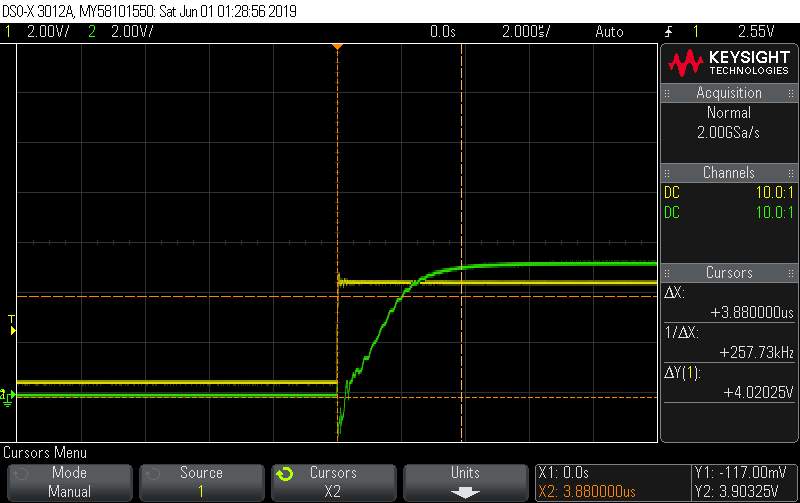 DSO-X 3012A, MY58101550: Sat Jun 01 01:28:56 2019
1 2.00V/ 2 2.00V/ 0.0s 2.000us/ Auto 1 2.55V
KEYSIGHT
TECHNOLOGIES
Acquisition
Normal
2.00GSa/s
Channels
DC 10.0:1
DC 10.0:1
Cursors
ΔX:
+3.880000us
1/ΔX:
+257.73kHz
ΔY(1):
+4.02025V
T
Cursors Menu
Mode
Manual
Source
1
Cursors
X2
Units
X1: 0.0s
X2: 3.880000us
Y1: -117.00mV
Y2: 3.90325V